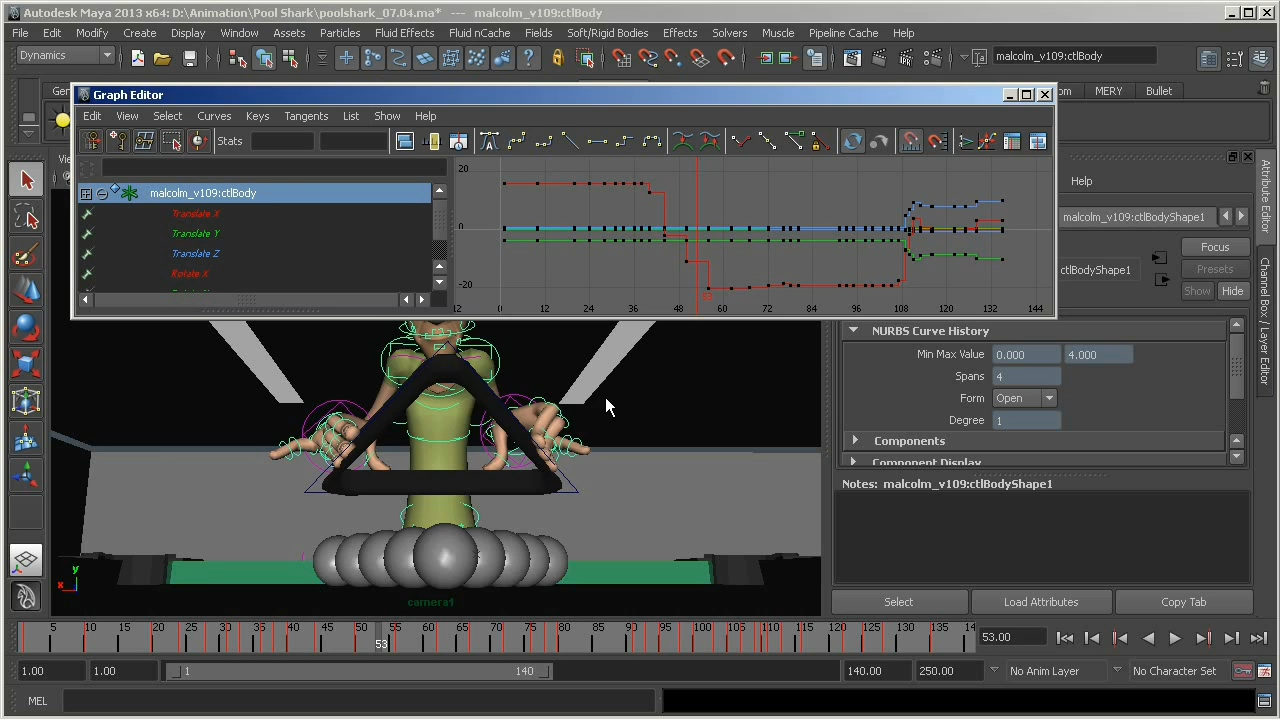 Autodesk Maya 2013 x64: D:\Animation\Pool Shark\poolshark_07.04.ma* --- malcolm_v109:ctlBody
File Edit Modify Create Display Window Assets Particles Fluid Effects Fluid nCache Fields Soft/Rigid Bodies Effects Solvers Muscle Pipeline Cache Help
Dynamics malcolm_v109:ctlBody
Graph Editor
Gen om MERY Bullet
Edit View Select Curves Keys Tangents List Show Help
Stats
Vi
Help
malcolm_v109:ctlBody
Translate X
Translate Y
Translate Z
Rotate X
20
0
-20
12 0 12 24 36 48 60 72 84 96 108 120 132 144
53
malcolm_v109:ctlBodyShape1
Focus
ctlBodyShape1 Presets
Show Hide
Attribute Editor
Channel Box / Layer Editor
NURBS Curve History
Min Max Value 0.000 4.000
Spans 4
Form Open
Degree 1
Components
Component Display
Notes: malcolm_v109:ctlBodyShape1
Select Load Attributes Copy Tab
y
x
camera1
5 10 15 20 25 30 35 40 45 50 55 60 65 70 75 80 85 90 95 100 105 110 115 120 125 130 135 14
53
53.00
1.00 1.00 1 140 140.00 250.00 No Anim Layer No Character Set
MEL